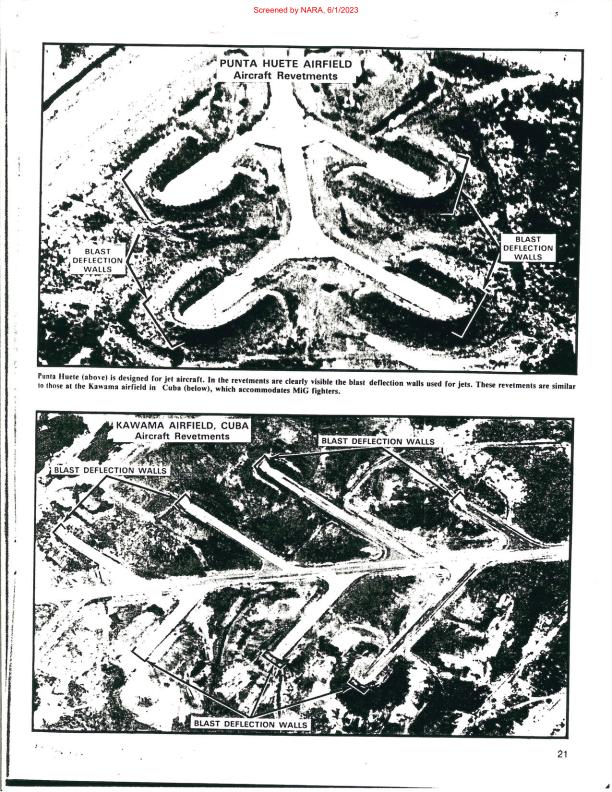 Screened by NARA, 6/1/2023
PUNTA HUETE AIRFIELD
Aircraft Revetments
BLAST
DEFLECTION
WALLS
BLAST
DEFLECTION
WALLS
Punta Huete (above) is designed for jet aircraft. In the revetments are clearly visible the blast deflection walls used for jets. These revetments are similar
to those at the Kawama airfield in Cuba (below), which accommodates MiG fighters.
KAWAMA AIRFIELD, CUBA
Aircraft Revetments
BLAST DEFLECTION WALLS
BLAST DEFLECTION WALLS
BLAST DEFLECTION WALLS
21